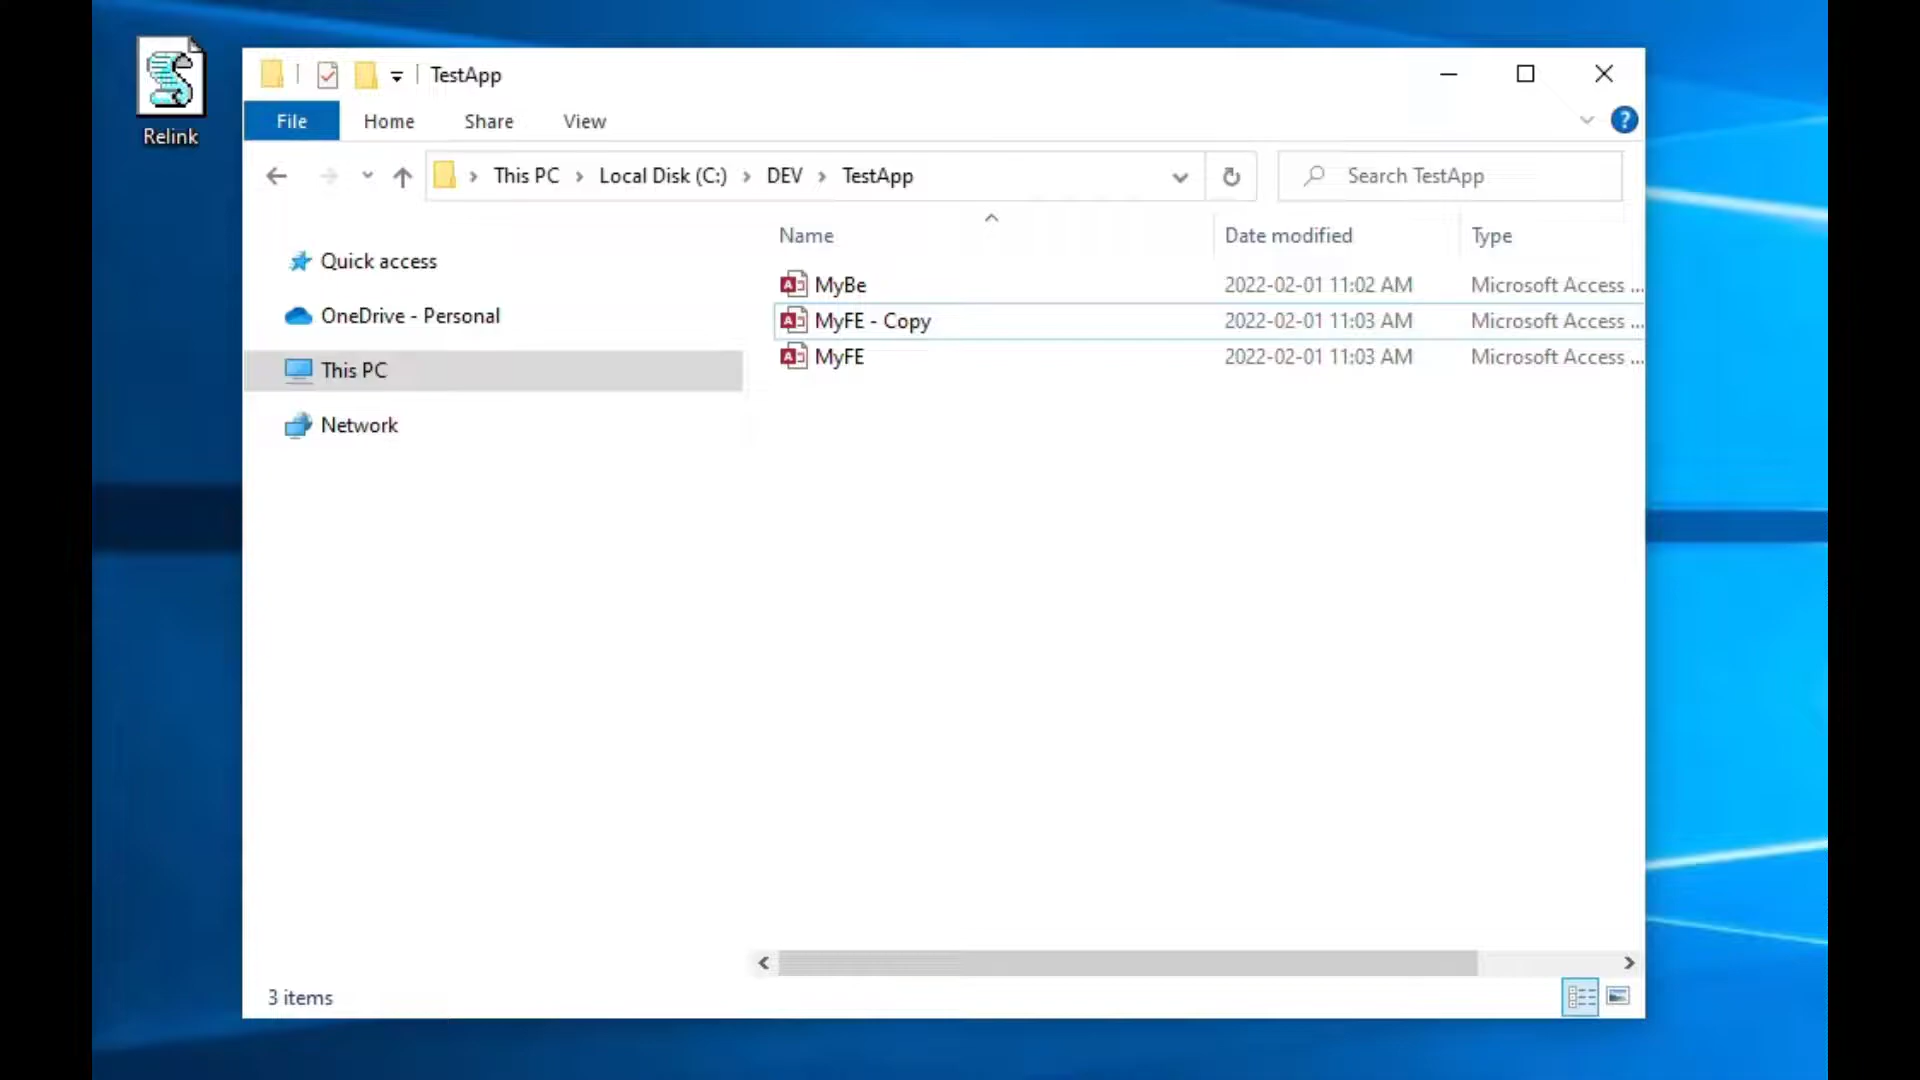 Relink
TestApp
File Home Share View
?
This PC Local Disk (C:) DEV TestApp
Search TestApp
Name Date modified Type
Quick access
OneDrive - Personal
This PC
Network
MyBe 2022-02-01 11:02 AM Microsoft Access ...
MyFE - Copy 2022-02-01 11:03 AM Microsoft Access ...
MyFE 2022-02-01 11:03 AM Microsoft Access ...
3 items